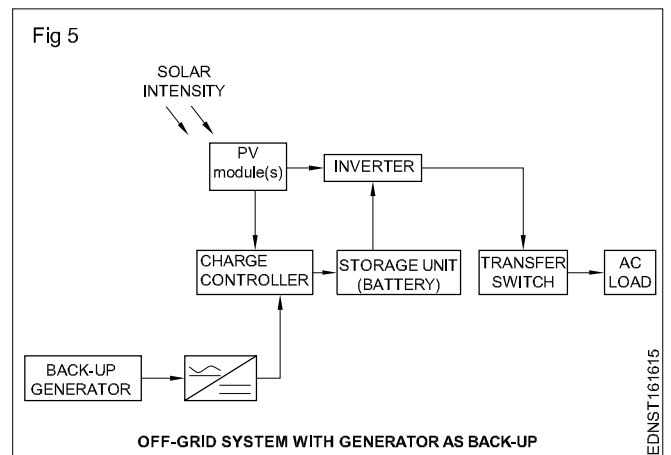 Fig 5
SOLAR
INTENSITY
PV
module(s)
INVERTER
CHARGE
CONTROLLER
STORAGE UNIT
(BATTERY)
TRANSFER
SWITCH
AC
LOAD
BACK-UP
GENERATOR
OFF-GRID SYSTEM WITH GENERATOR AS BACK-UP
EDNST161615